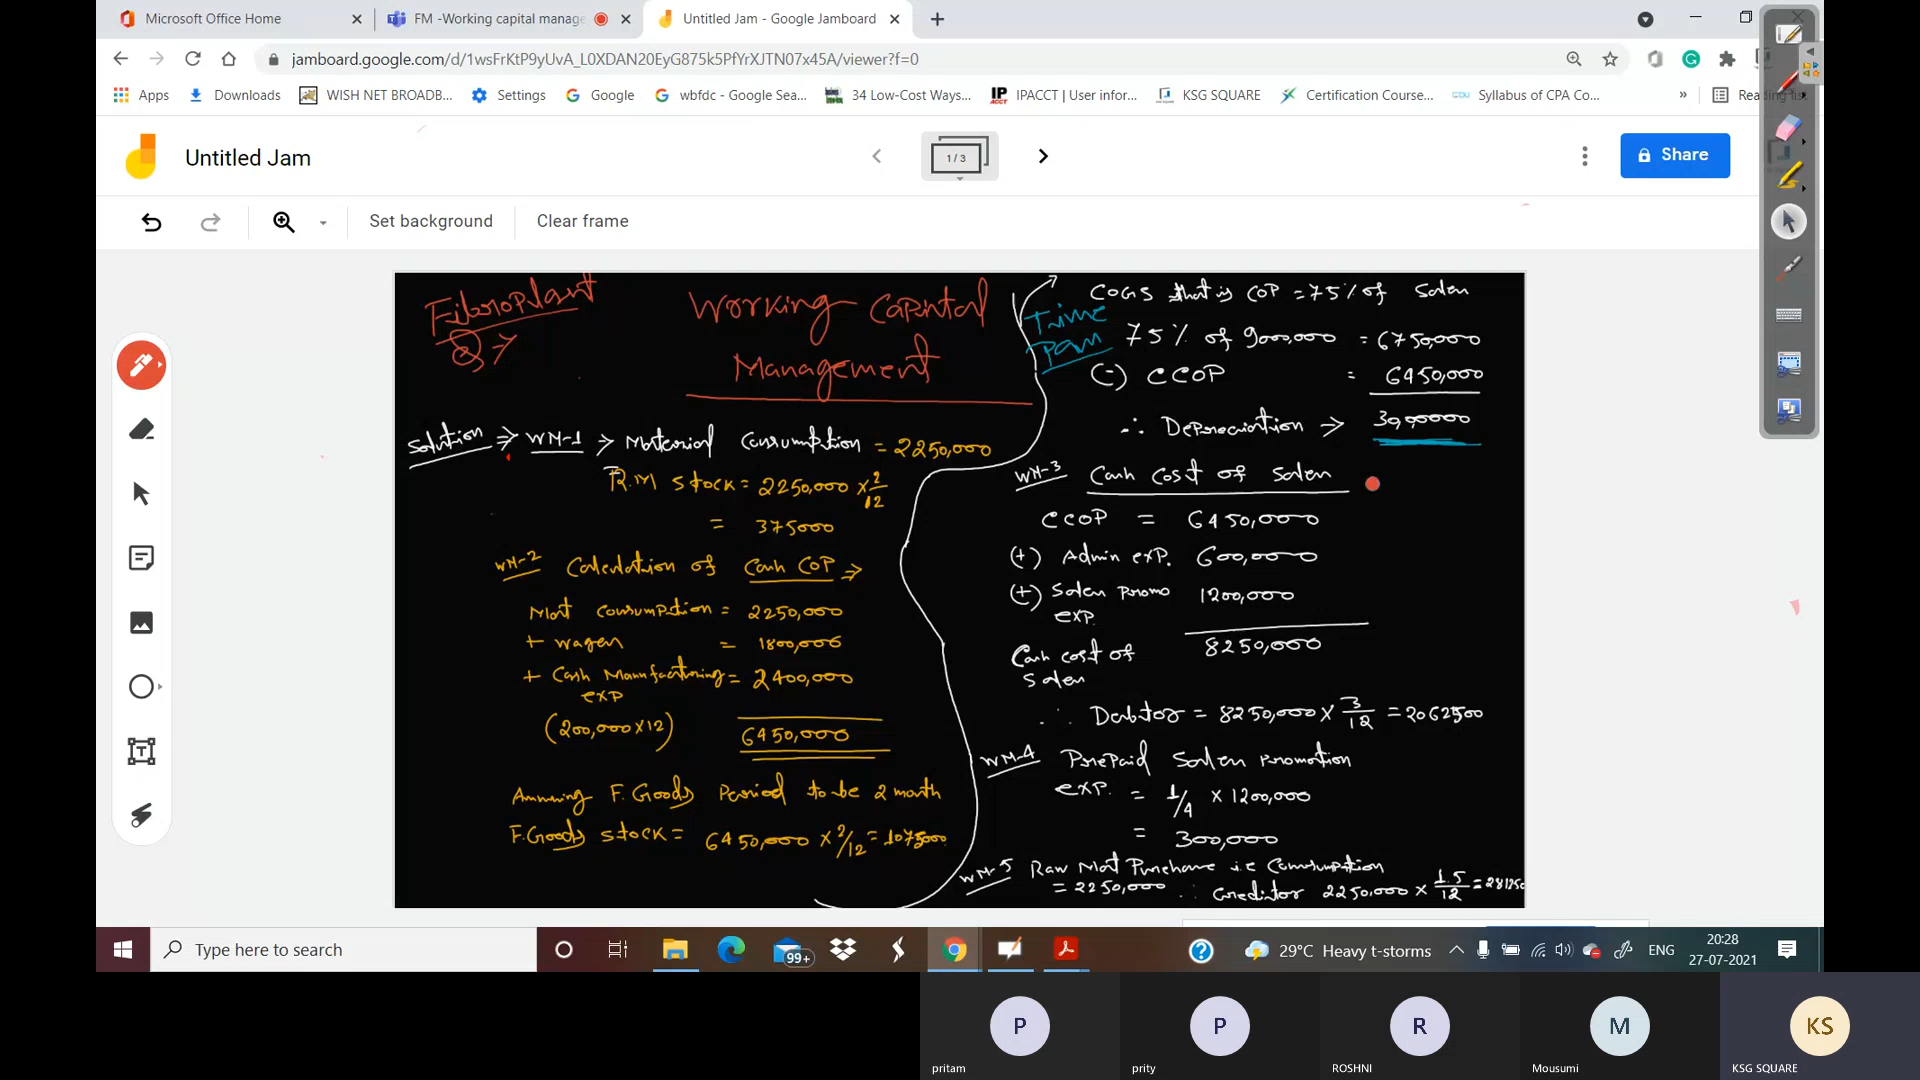 Microsoft Office Home
FM -Working capital manage
Untitled Jam - Google Jamboard
jamboard.google.com/d/1wsFrKtP9yUvA_L0XDAN20EyG875k5PfYrXJTN07x45A/viewer?f=0
Apps
Downloads
WISH NET BROADB...
Settings
Google
wbfdc - Google Sea...
34 Low-Cost Ways...
IPACCT | User infor...
KSG SQUARE
Certification Course...
Syllabus of CPA Co...
»
Untitled Jam
1 / 3
Share
Set background
Clear frame
Fibroplant
Q→
Working Capital
Management
Solution ⇒ WN-1 → Material Consumption = 2250,000
R.M stock = 2250,000 × 2/12
= 375000
WN-2 Calculation of Cash COP ⇒
Mat Consumption = 2250,000
+ wages = 1800,000
+ Cash Manufacturing exp = 2400,000
(200,000×12)
6450,000
Assuming F.Goods Period to be 2 month
F.Goods stock = 6450,000 × 2/12 = 1075000
COGS that is COP = 75% of Sales
75% of 9000,000 = 6750,000
(-) CCOP = 6450,000
∴ Depreciation →
WN-3 Cash Cost of Sales
CCOP = 6450,000
(+) Admin exp. 600,000
(+) Sales promo exp. 1200,000
Cash cost of Sales 8250,000
∴ Debtor = 8250,000 × 3/12 = 2062500
WN-4 Prepaid Sales promotion
exp. = 1/4 × 1200,000
= 300,000
WN-5 Raw Mat Purchase i.e Consumption
= 2250,000 ∴ Creditor 2250,000 × 1.5/12 = 281250
Type here to search
99+
29°C Heavy t-storms
ENG
20:28
27-07-2021
P
pritam
P
prity
R
ROSHNI
M
Mousumi
KS
KSG SQUARE